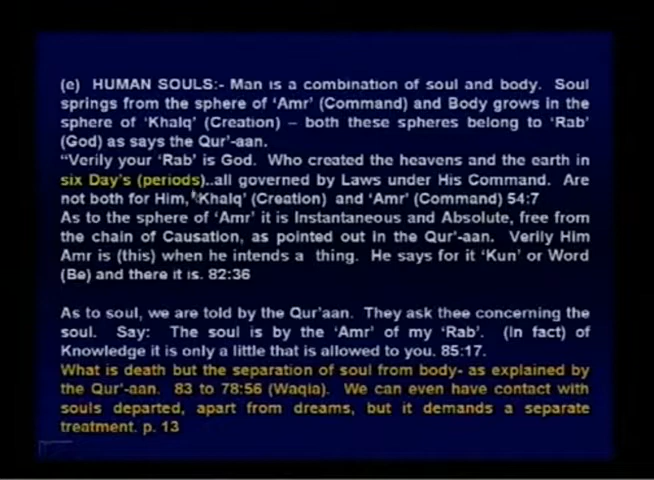 (e) HUMAN SOULS:- Man is a combination of soul and body. Soul
springs from the sphere of 'Amr' (Command) and Body grows in the
sphere of 'Khalq' (Creation) – both these spheres belong to 'Rab'
(God) as says the Qur'-aan.
"Verily your 'Rab' is God. Who created the heavens and the earth in
six Day's (periods)..all governed by Laws under His Command. Are
not both for Him, 'Khalq' (Creation) and 'Amr' (Command) 54:7
As to the sphere of 'Amr' it is Instantaneous and Absolute, free from
the chain of Causation, as pointed out in the Qur'-aan. Verily Him
Amr is (this) when he intends a thing. He says for it 'Kun' or Word
(Be) and there it is. 82:36
As to soul, we are told by the Qur'aan. They ask thee concerning the
soul. Say: The soul is by the 'Amr' of my 'Rab'. (In fact) of
Knowledge it is only a little that is allowed to you. 85:17.
What is death but the separation of soul from body- as explained by
the Qur'-aan. 83 to 78:56 (Waqia). We can even have contact with
souls departed, apart from dreams, but it demands a separate
treatment. p. 13